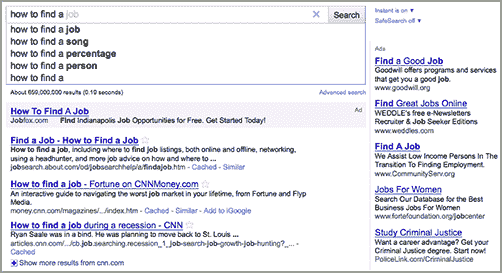 how to find a job
Search
how to find a job
how to find a song
how to find a percentage
how to find a person
how to find a
About 659,000,000 results (0.19 seconds)
Advanced search
How To Find A Job
Ad
Jobfox.com Find Indianapolis Job Opportunities for Free. Get Started Today!
Find a Job - How to Find a Job
How to find a job, including where to find job listings, both online and offline, networking,
using a headhunter, and more job advice on how and where to ...
jobsearch.about.com/od/jobsearchhelp/a/findajob.htm - Cached - Similar
How to find a job - Fortune on CNNMoney.com
An interactive guide to navigating the worst job market in your lifetime, from Fortune and Flyp
Media.
money.cnn.com/magazines/.../index.htm - Cached - Similar - Add to iGoogle
How to find a job during a recession - CNN
Ryan Saale was in a bind. He was planning to move back to St. Louis ...
articles.cnn.com/.../cb.job.searching.recession_1_job-search-job-growth-job-hunting?_... -
Cached
Show more results from cnn.com
Instant is on ▼
SafeSearch off ▼
Ads
Find a Good Job
Goodwill offers programs and services
that get you a good job.
www.goodwill.org
Find Great Jobs Online
WEDDLE's free e-Newsletters
Recruiter & Job Seeker Editions
www.weddles.com
Find A Job
We Assist Low Income Persons In The
Transition To Finding Employment.
www.CommunityServ.org
Jobs For Women
Search Our Database for the Best
Business Jobs For Women
www.fortefoundation.org/jobcenter
Study Criminal Justice
Want a career advantage? Get your
Criminal Justice degree. Start now!
PoliceLink.com/CriminalJustice